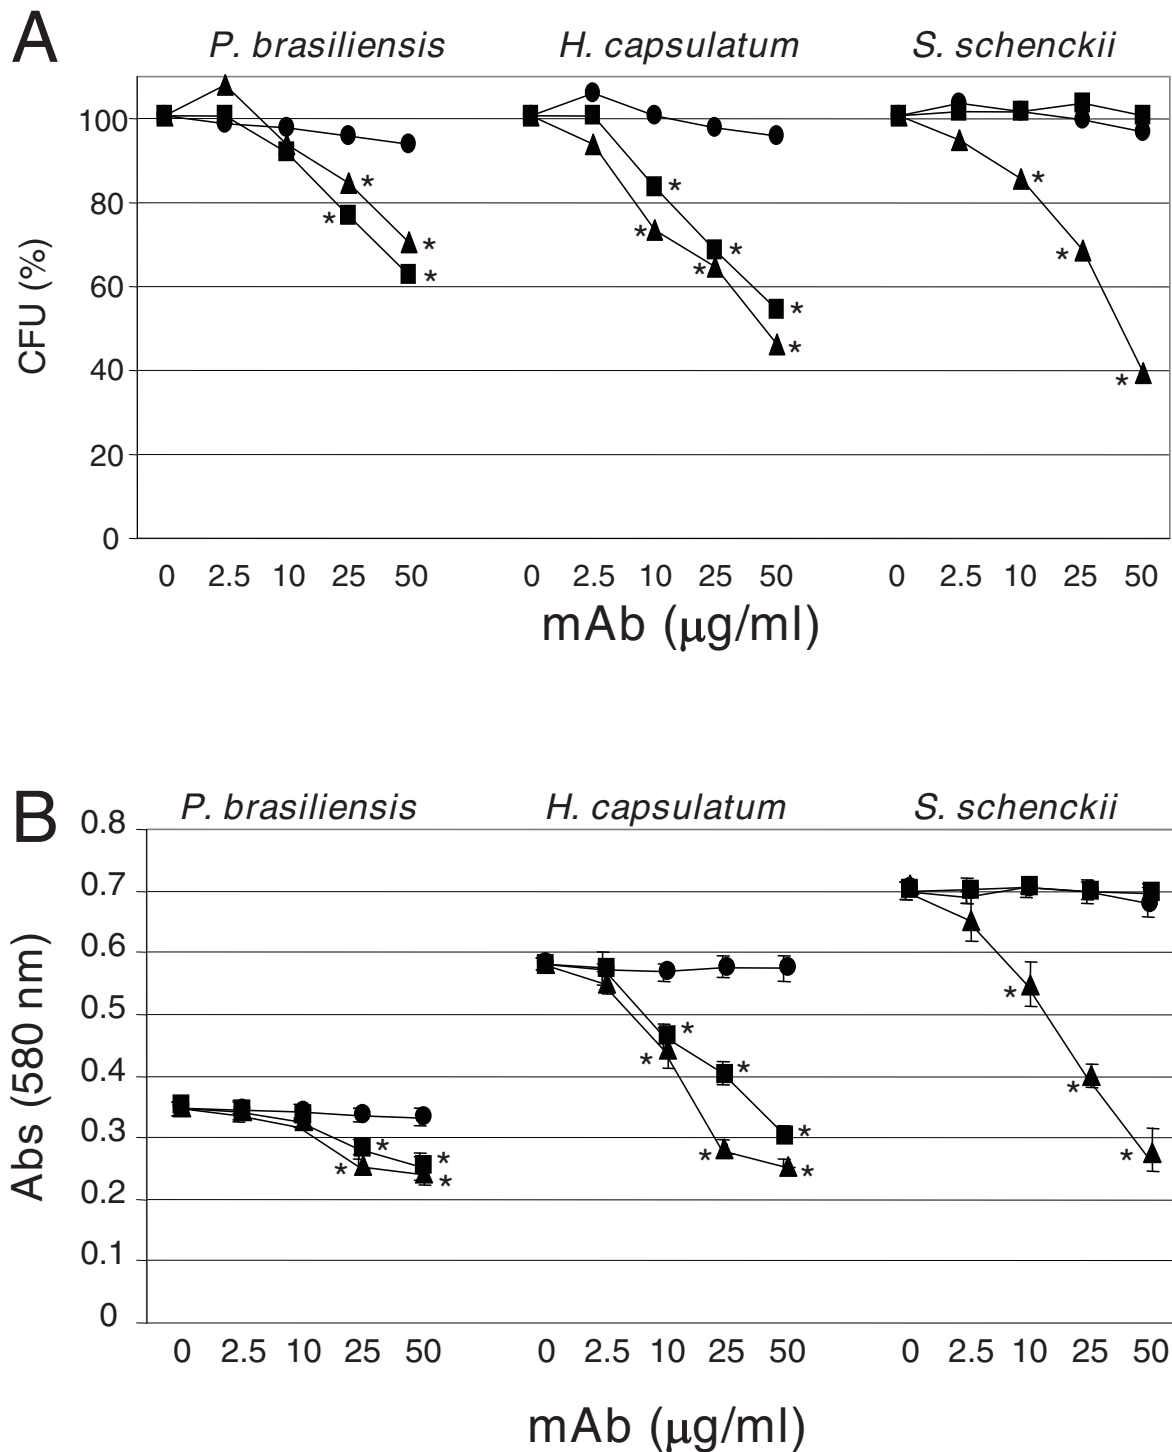 A
P. brasiliensis H. capsulatum S. schenckii
100
80
60
40
20
0
CFU (%)
* * * *
* * * * * *
* * *
0 2.5 10 25 50 0 2.5 10 25 50 0 2.5 10 25 50
mAb (μg/ml)
B
P. brasiliensis H. capsulatum S. schenckii
0.8
0.7
0.6
0.5
0.4
0.3
0.2
0.1
0
Abs (580 nm)
* * * *
* * * * * *
* * *
0 2.5 10 25 50 0 2.5 10 25 50 0 2.5 10 25 50
mAb (μg/ml)